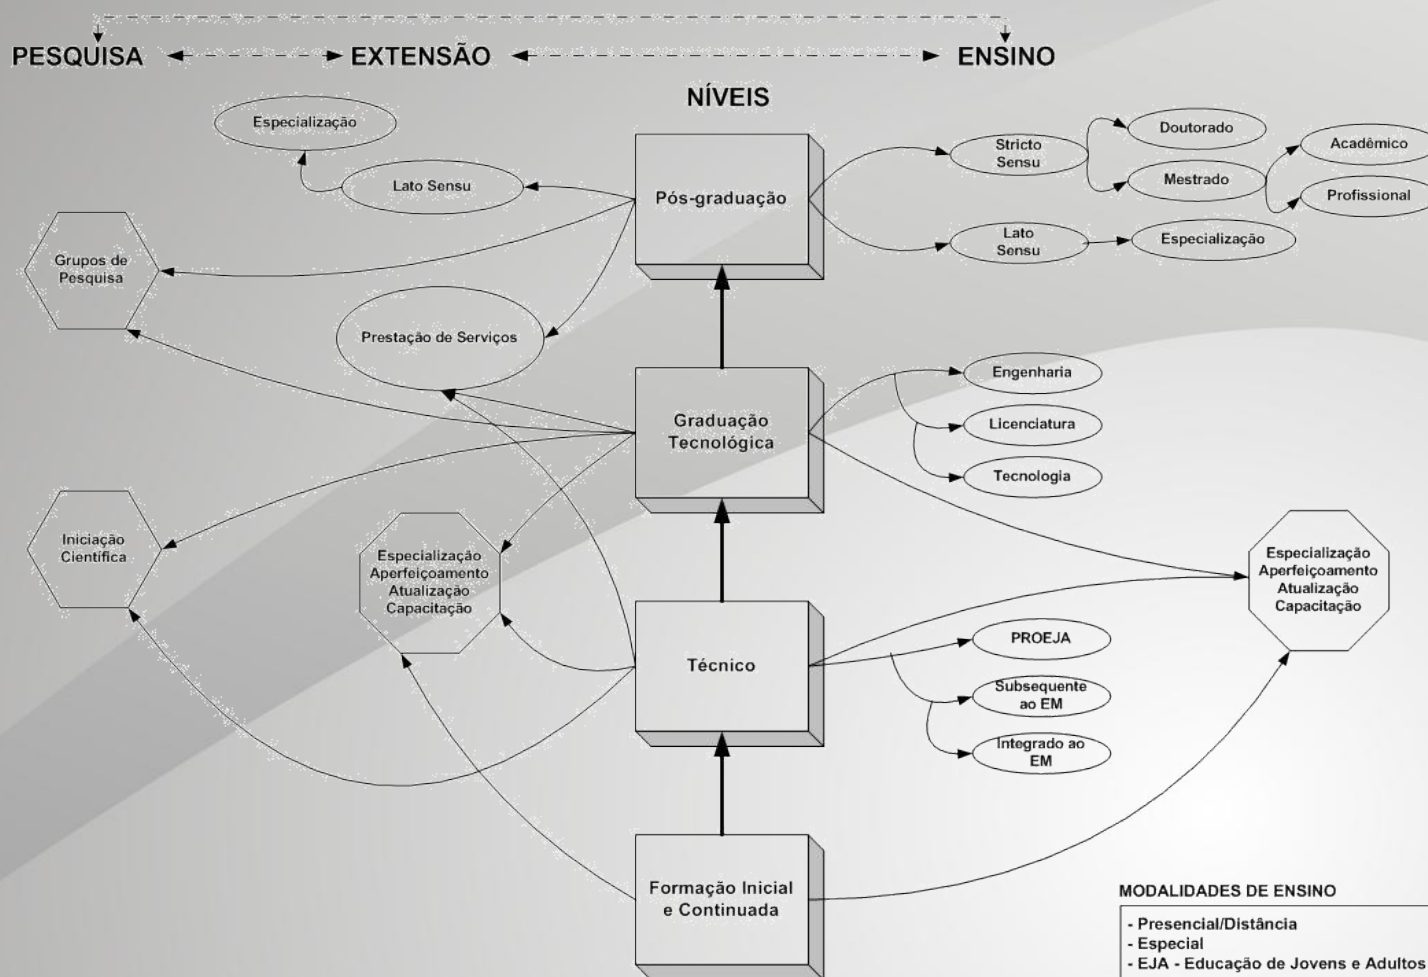 PESQUISA
EXTENSÃO
ENSINO
NÍVEIS
Especialização
Lato Sensu
Grupos de
Pesquisa
Prestação de Serviços
Iniciação
Científica
Especialização
Aperfeiçoamento
Atualização
Capacitação
Pós-graduação
Graduação
Tecnológica
Técnico
Formação Inicial
e Continuada
Stricto
Sensu
Doutorado
Mestrado
Acadêmico
Profissional
Lato
Sensu
Especialização
Engenharia
Licenciatura
Tecnologia
Especialização
Aperfeiçoamento
Atualização
Capacitação
PROEJA
Subsequente
ao EM
Integrado ao
EM
MODALIDADES DE ENSINO
- Presencial/Distância
- Especial
- EJA - Educação de Jovens e Adultos